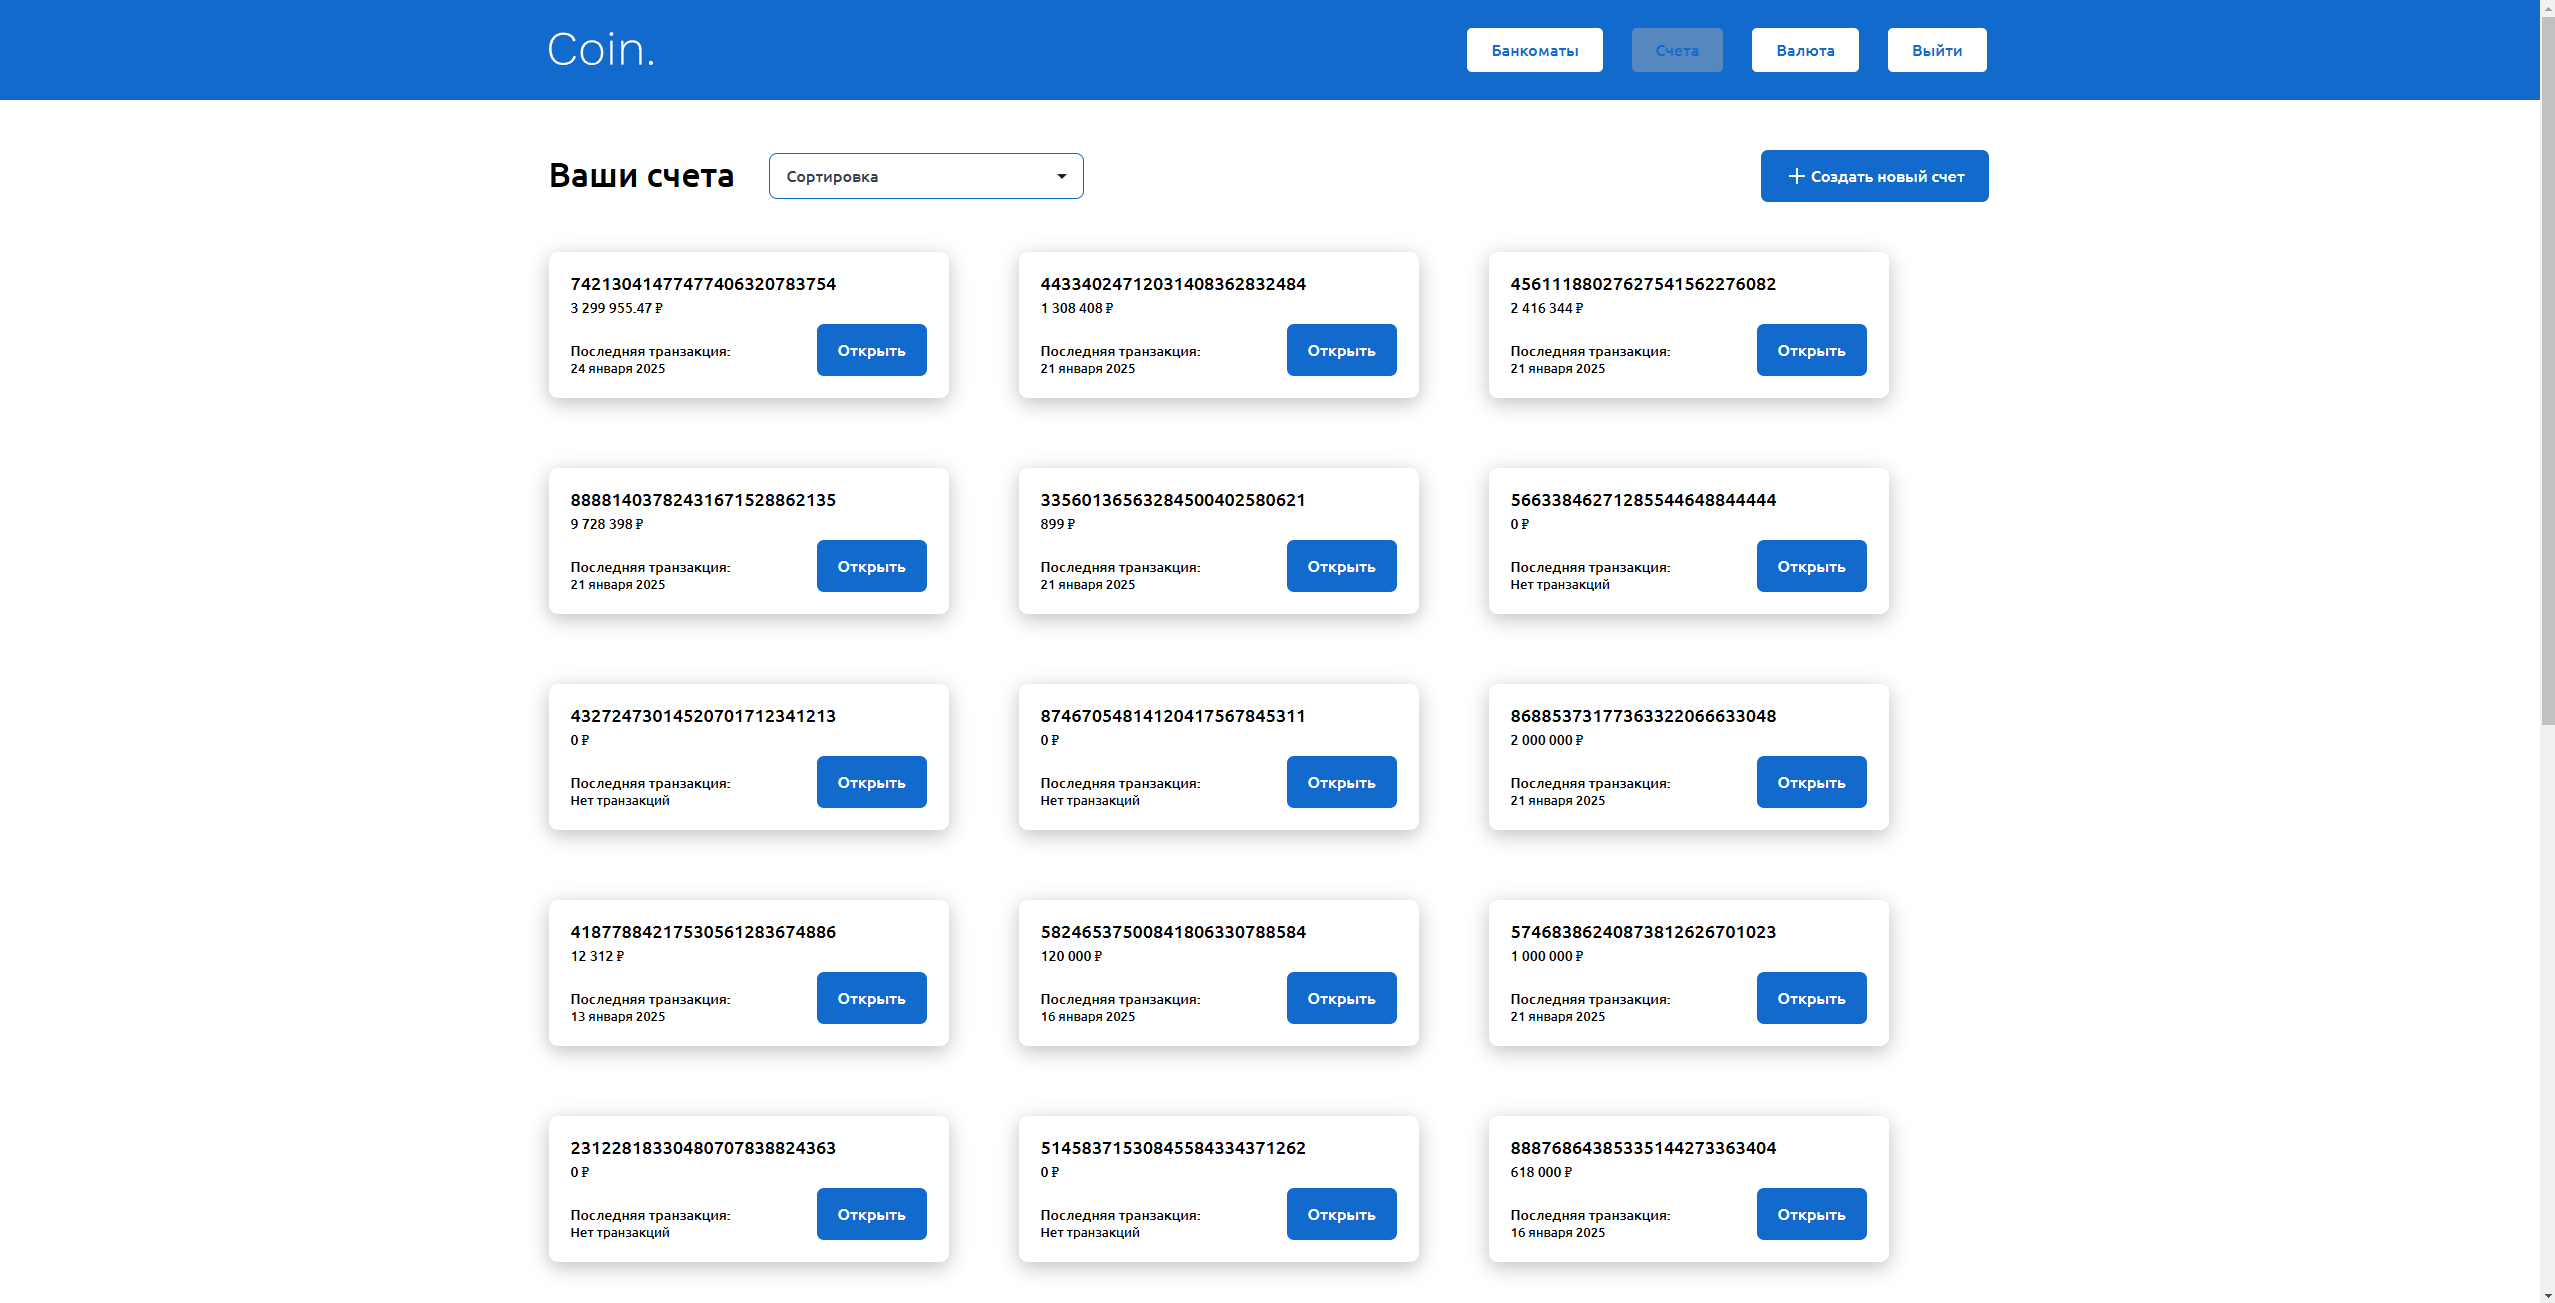 Coin.
Банкоматы
Счета
Валюта
Выйти
Ваши счета
Сортировка
Создать новый счет
74213041477477406320783754
3 299 955.47 ₽
Последняя транзакция:
24 января 2025
Открыть
44334024712031408362832484
1 308 408 ₽
Последняя транзакция:
21 января 2025
Открыть
45611188027627541562276082
2 416 344 ₽
Последняя транзакция:
21 января 2025
Открыть
88881403782431671528862135
9 728 398 ₽
Последняя транзакция:
21 января 2025
Открыть
33560136563284500402580621
899 ₽
Последняя транзакция:
21 января 2025
Открыть
56633846271285544648844444
0 ₽
Последняя транзакция:
Нет транзакций
Открыть
43272473014520701712341213
0 ₽
Последняя транзакция:
Нет транзакций
Открыть
87467054814120417567845311
0 ₽
Последняя транзакция:
Нет транзакций
Открыть
86885373177363322066633048
2 000 000 ₽
Последняя транзакция:
21 января 2025
Открыть
41877884217530561283674886
12 312 ₽
Последняя транзакция:
13 января 2025
Открыть
58246537500841806330788584
120 000 ₽
Последняя транзакция:
16 января 2025
Открыть
57468386240873812626701023
1 000 000 ₽
Последняя транзакция:
21 января 2025
Открыть
23122818330480707838824363
0 ₽
Последняя транзакция:
Нет транзакций
Открыть
51458371530845584334371262
0 ₽
Последняя транзакция:
Нет транзакций
Открыть
88876864385335144273363404
618 000 ₽
Последняя транзакция:
16 января 2025
Открыть